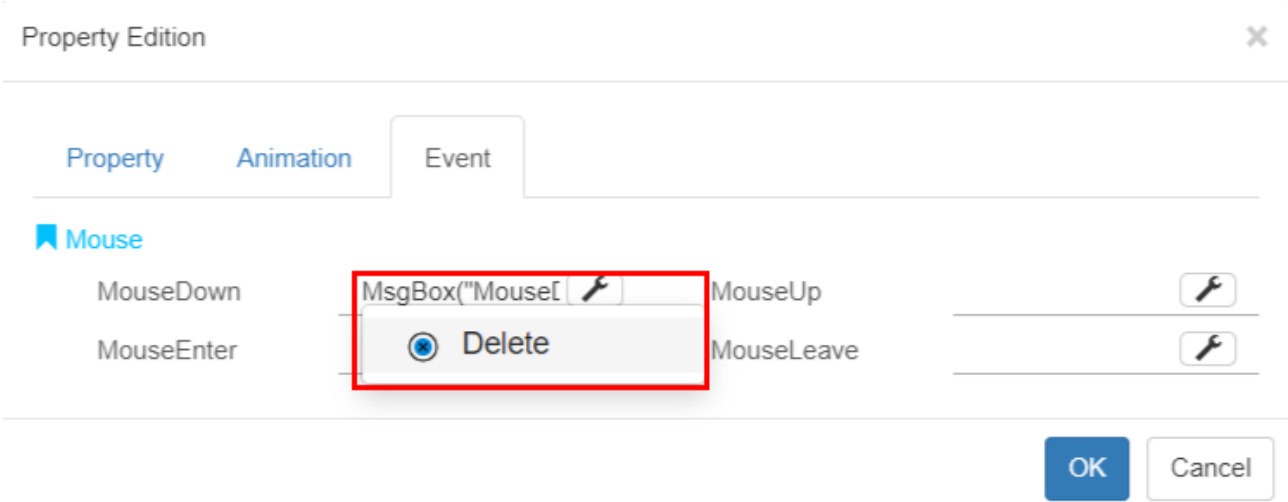 Property Edition
Property Animation Event
Mouse
MouseDown MsgBox("Mouse MouseUp
MouseEnter Delete MouseLeave
OK Cancel